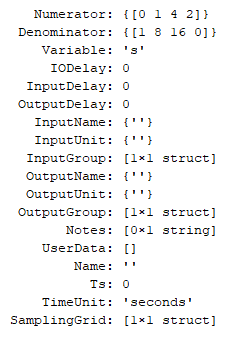 Numerator: {[0 1 4 2]}
Denominator: {[1 8 16 0]}
Variable: 's'
IODelay: 0
InputDelay: 0
OutputDelay: 0
InputName: {''}
InputUnit: {''}
InputGroup: [1×1 struct]
OutputName: {''}
OutputUnit: {''}
OutputGroup: [1×1 struct]
Notes: [0×1 string]
UserData: []
Name: ''
Ts: 0
TimeUnit: 'seconds'
SamplingGrid: [1×1 struct]